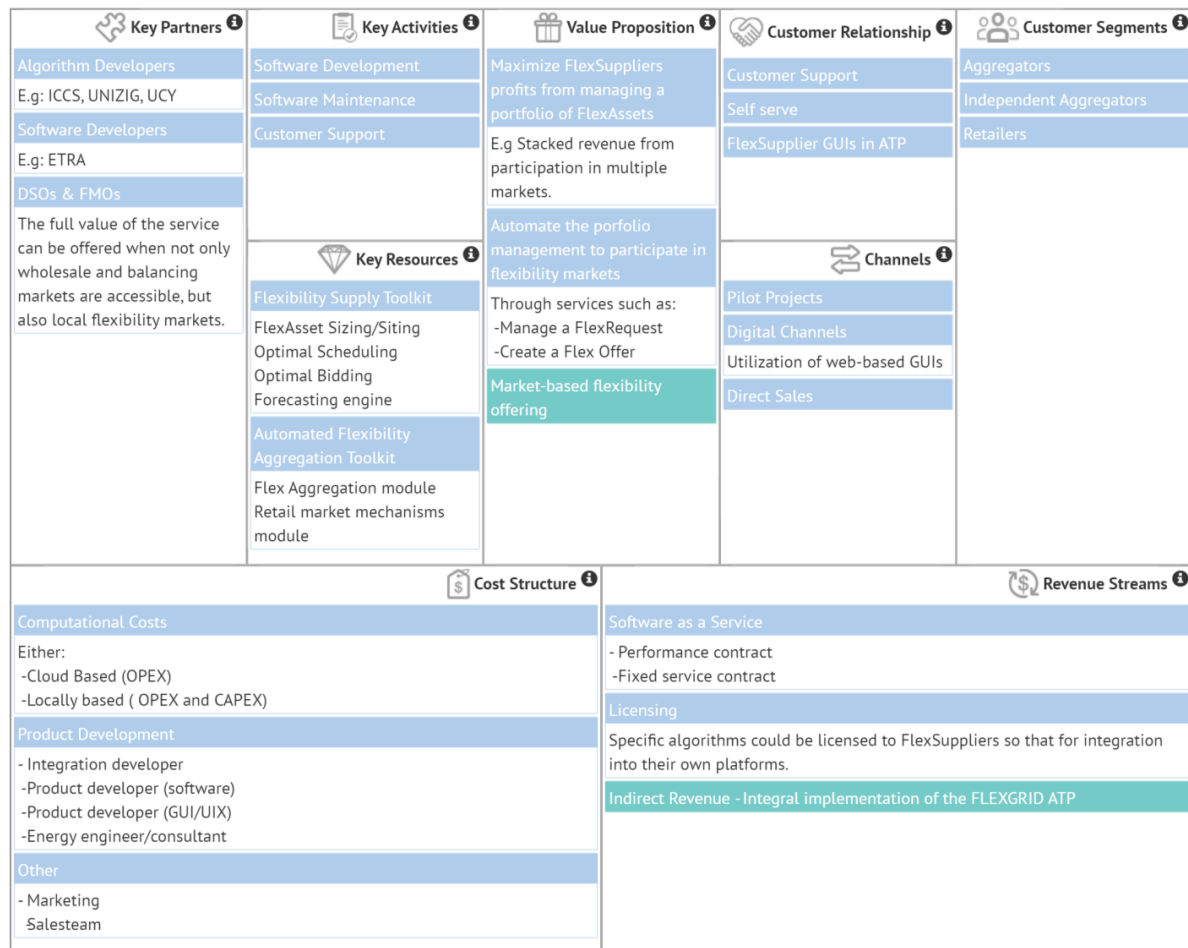 Key Partners
Algorithm Developers
E.g: ICCS, UNIZIG, UCY
Software Developers
E.g: ETRA
DSOs & FMOs
The full value of the service
can be offered when not only
wholesale and balancing
markets are accessible, but
also local flexibility markets.
Key Activities
Software Development
Software Maintenance
Customer Support
Key Resources
Flexibility Supply Toolkit
FlexAsset Sizing/Siting
Optimal Scheduling
Optimal Bidding
Forecasting engine
Automated Flexibility
Aggregation Toolkit
Flex Aggregation module
Retail market mechanisms
module
Value Proposition
Maximize FlexSuppliers
profits from managing a
portfolio of FlexAssets
E.g Stacked revenue from
participation in multiple
markets.
Automate the porfolio
management to participate in
flexibility markets
Through services such as:
-Manage a FlexRequest
-Create a Flex Offer
Market-based flexibility
offering
Customer Relationship
Customer Support
Self serve
FlexSupplier GUIs in ATP
Channels
Pilot Projects
Digital Channels
Utilization of web-based GUIs
Direct Sales
Customer Segments
Aggregators
Independent Aggregators
Retailers
Cost Structure
Computational Costs
Either:
-Cloud Based (OPEX)
-Locally based ( OPEX and CAPEX)
Product Development
- Integration developer
-Product developer (software)
-Product developer (GUI/UIX)
-Energy engineer/consultant
Other
- Marketing
-Salesteam
Revenue Streams
Software as a Service
- Performance contract
-Fixed service contract
Licensing
Specific algorithms could be licensed to FlexSuppliers so that for integration
into their own platforms.
Indirect Revenue - Integral implementation of the FLEXGRID ATP